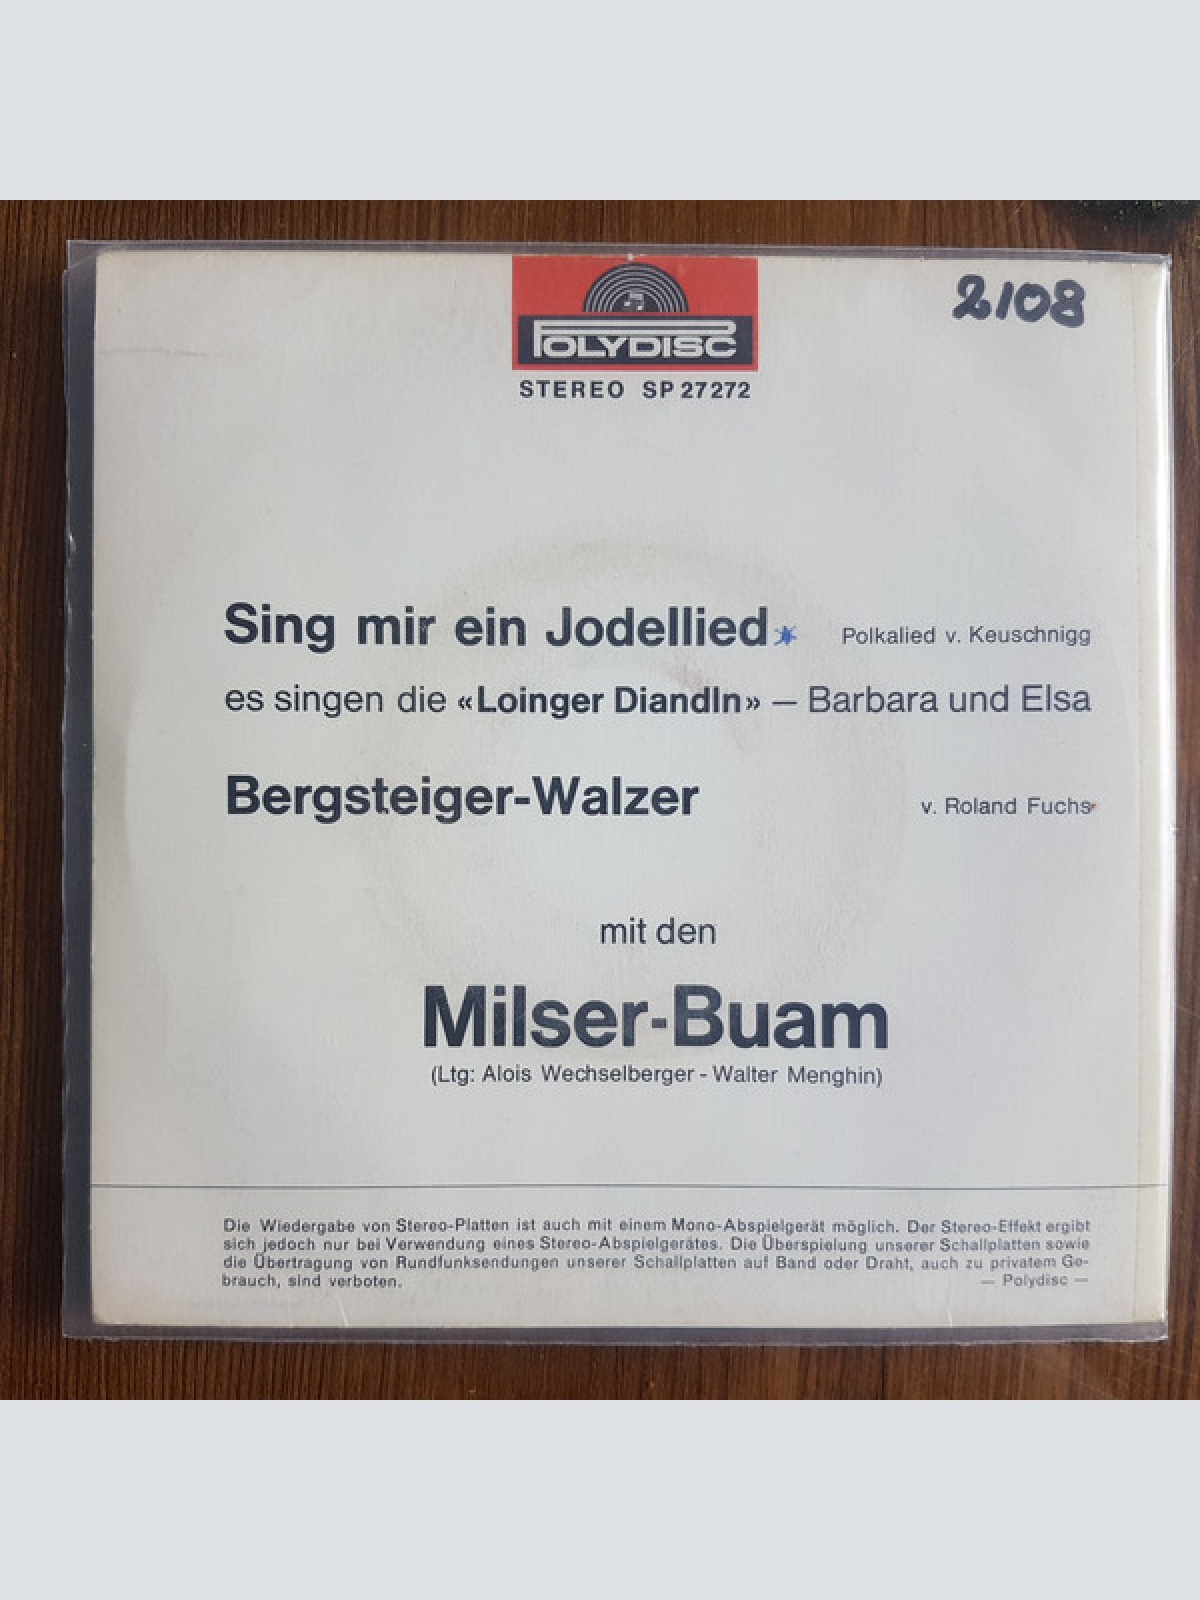 2108
POLYDISC
STEREO SP 27272
Sing mir ein Jodellied* Polkalied v. Keuschnigg
es singen die «Loinger Diandln» — Barbara und Elsa
Bergsteiger-Walzer v. Roland Fuchs
mit den
Milser-Buam
(Ltg: Alois Wechselberger - Walter Menghin)
Die Wiedergabe von Stereo-Platten ist auch mit einem Mono-Abspielgerät möglich. Der Stereo-Effekt ergibt
sich jedoch nur bei Verwendung eines Stereo-Abspielgerätes. Die Überspielung unserer Schallplatten sowie
die Übertragung von Rundfunksendungen unserer Schallplatten auf Band oder Draht, auch zu privatem Ge-
brauch, sind verboten. — Polydisc —